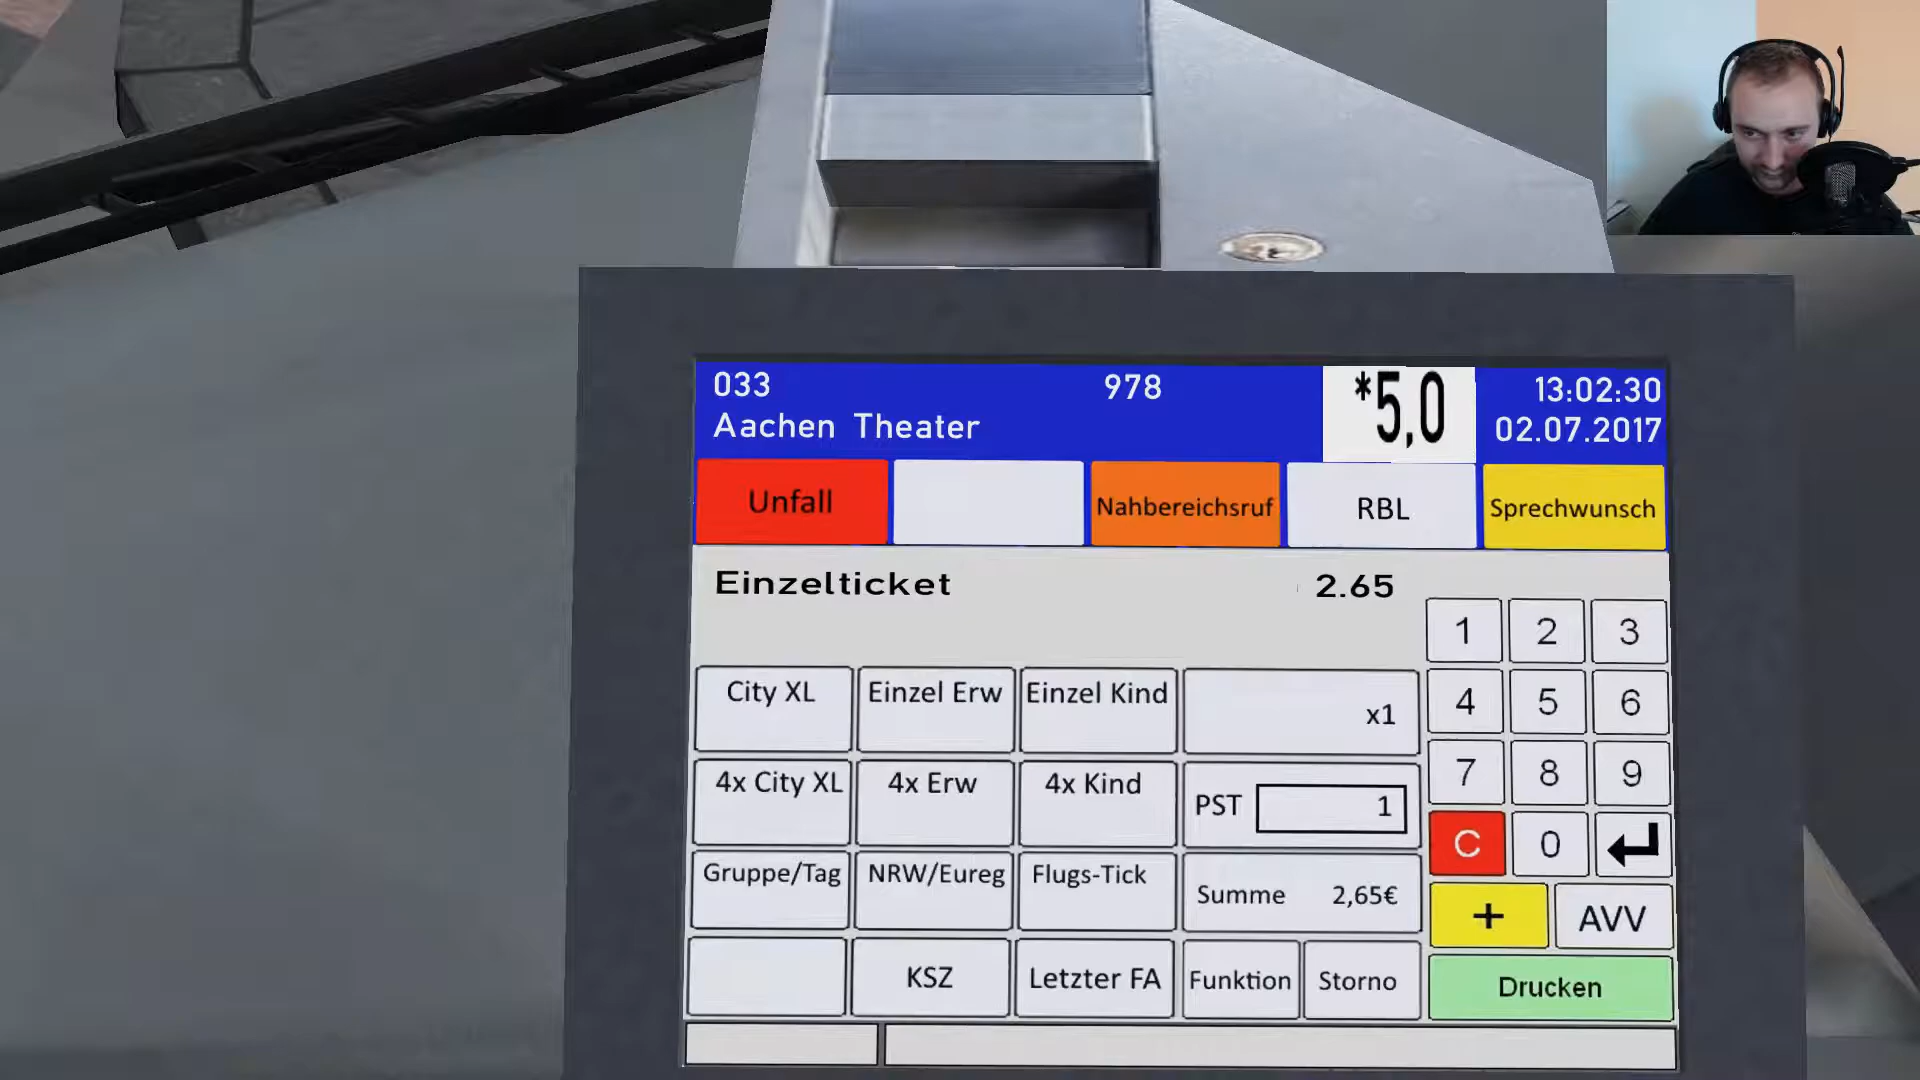 033 978 *5,0 13:02:30
Aachen Theater 02.07.2017
Unfall Nahbereichsruf RBL Sprechwunsch
Einzelticket 2.65
1 2 3
City XL Einzel Erw Einzel Kind x1
4 5 6
4x City XL 4x Erw 4x Kind PST 1
7 8 9
C 0
Gruppe/Tag NRW/Eureg Flugs-Tick Summe 2,65€
+ AVV
KSZ Letzter FA Funktion Storno Drucken